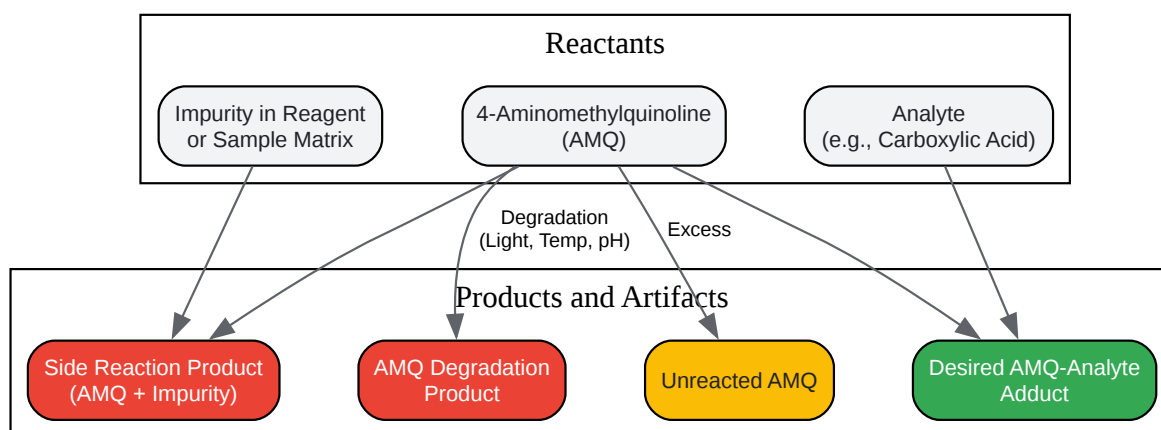 Reactants
Impurity in Reagent
or Sample Matrix
4-Aminomethylquinoline
(AMQ)
Analyte
(e.g., Carboxylic Acid)
Degradation
(Light, Temp, pH)
Excess
Products and Artifacts
Side Reaction Product
(AMQ + Impurity)
AMQ Degradation
Product
Unreacted AMQ
Desired AMQ-Analyte
Adduct